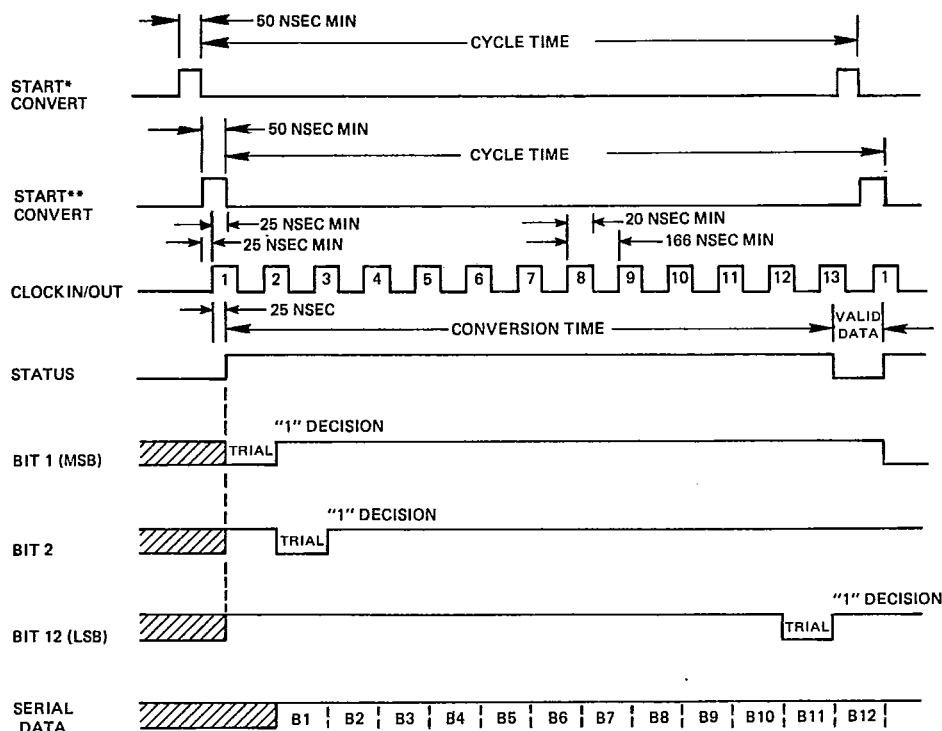 50 NSEC MIN
CYCLE TIME
START*
CONVERT
50 NSEC MIN
CYCLE TIME
START**
CONVERT
25 NSEC MIN
20 NSEC MIN
25 NSEC MIN
166 NSEC MIN
CLOCK IN/OUT
1 2 3 4 5 6 7 8 9 10 11 12 13 1
25 NSEC
CONVERSION TIME
VALID
DATA
STATUS
"1" DECISION
BIT 1 (MSB)
TRIAL
"1" DECISION
BIT 2
TRIAL
"1" DECISION
BIT 12 (LSB)
TRIAL
SERIAL
DATA
B1 B2 B3 B4 B5 B6 B7 B8 B9 B10 B11 B12